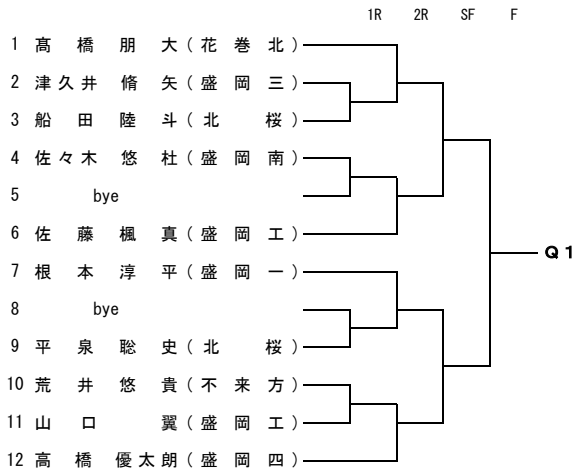 1R 2R SF F
1 髙橋朋大(花巻北)
2 津久井脩矢(盛岡三)
3 船田陸斗(北桜)
4 佐々木悠杜(盛岡南)
5 bye
6 佐藤楓真(盛岡工)
Q1
7 根本淳平(盛岡一)
8 bye
9 平泉聡史(北桜)
10 荒井悠貴(不来方)
11 山口翼(盛岡工)
12 高橋優太朗(盛岡四)